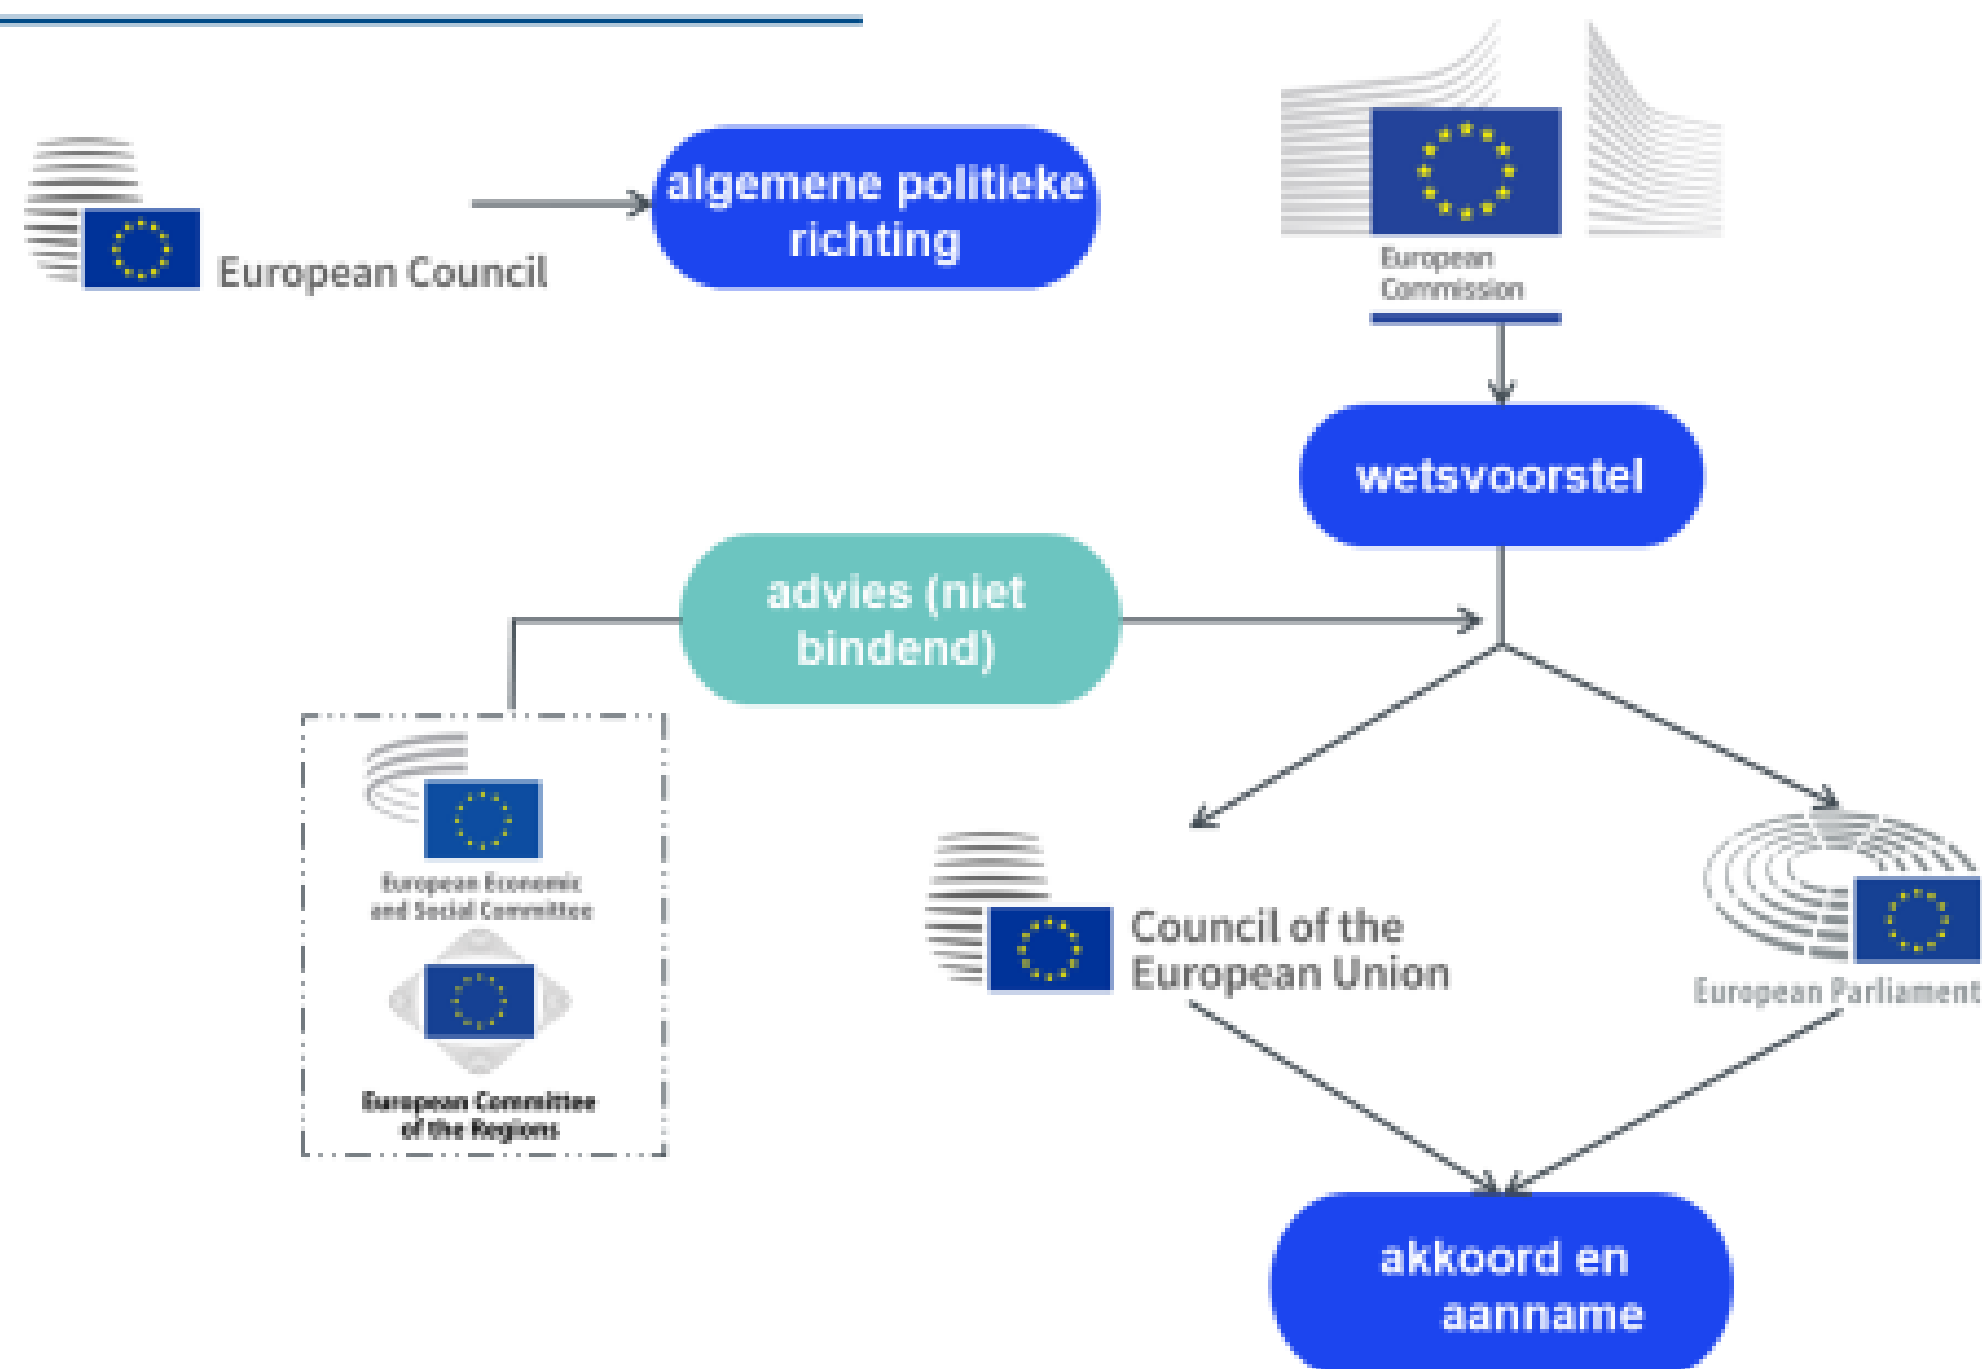 algemene politieke
richting
European Council
European
Commission
wetsvoorstel
advies (niet
bindend)
European Economic
and Social Committee
European Committee
of the Regions
Council of the
European Union
European Parliament
akkoord en
aanname